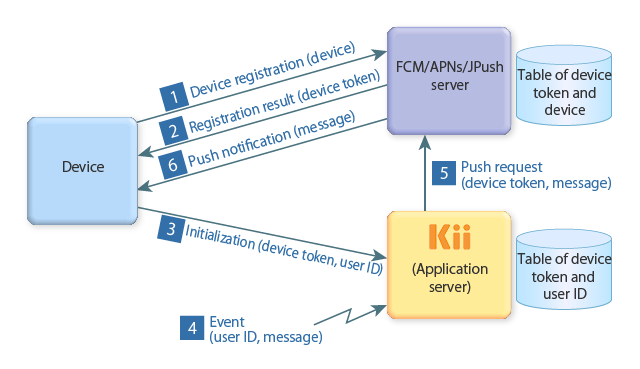 1 Device registration (device)
2 Registration result (device token)
6 Push notification (message)
FCM/APNs/JPush
server
Table of device
token and
device
Device
5 Push request
(device token, message)
3 Initialization (device token, user ID)
Kii
(Application
server)
Table of device
token and
user ID
4 Event
(user ID, message)